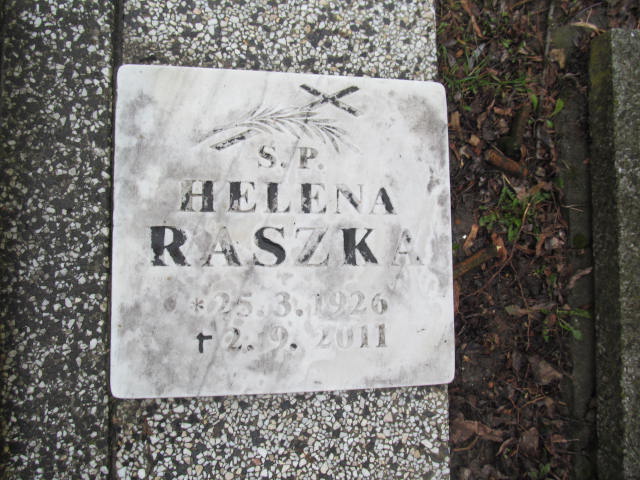 S.P.
HELENA
RASZKA
* 25.3.1926
† 2.9.2011